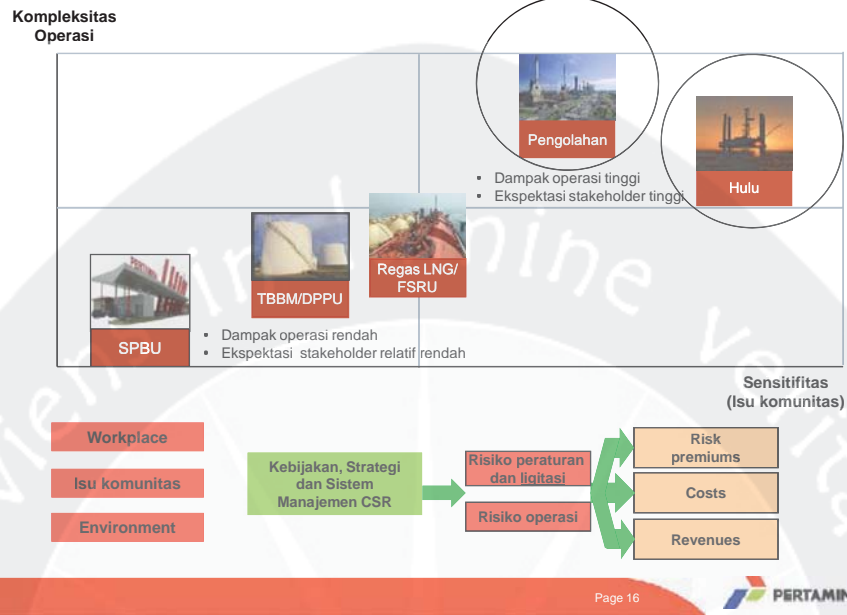 Kompleksitas
Operasi
Pengolahan
Hulu
• Dampak operasi tinggi
• Ekspektasi stakeholder tinggi
Regas LNG/
FSRU
TBBM/DPPU
SPBU
• Dampak operasi rendah
• Ekspektasi stakeholder relatif rendah
Sensitifitas
(Isu komunitas)
Workplace
Isu komunitas
Environment
Kebijakan, Strategi
dan Sistem
Manajemen CSR
Risiko peraturan
dan ligitasi
Risiko operasi
Risk
premiums
Costs
Revenues
Page 16
PERTAMIN